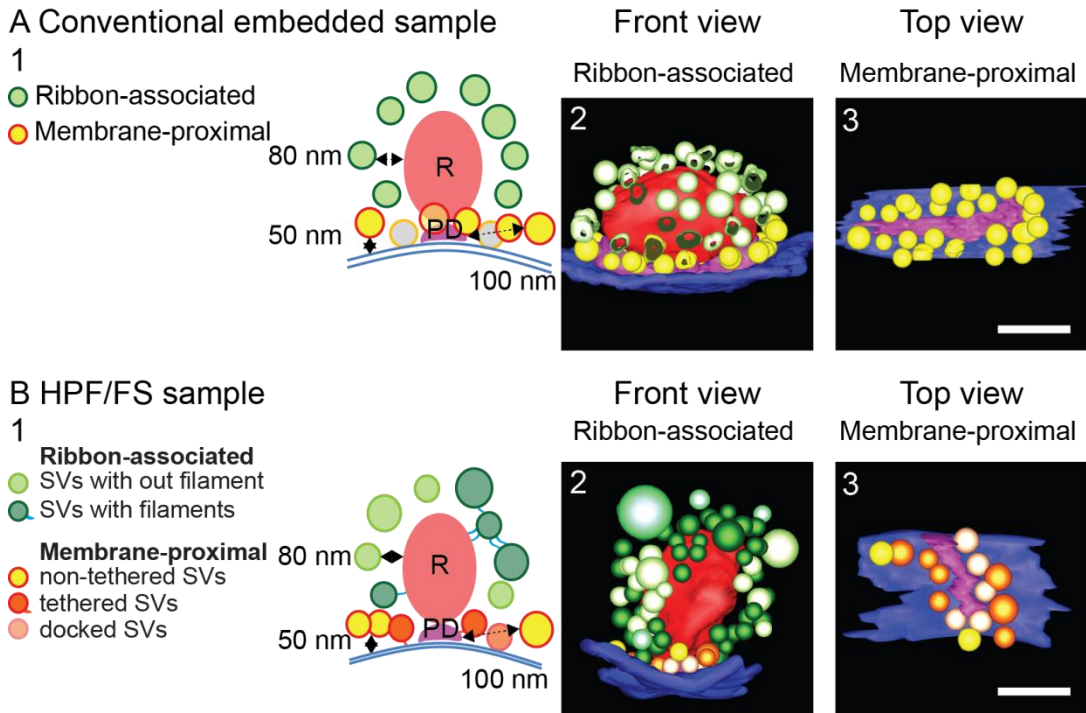 A Conventional embedded sample
1
Ribbon-associated
Membrane-proximal
80 nm
R
PD
50 nm
100 nm
Front view
Ribbon-associated
2
Top view
Membrane-proximal
3
B HPF/FS sample
1
Ribbon-associated
SVs with out filament
SVs with filaments
Membrane-proximal
non-tethered SVs
tethered SVs
docked SVs
80 nm
R
PD
50 nm
100 nm
Front view
Ribbon-associated
2
Top view
Membrane-proximal
3